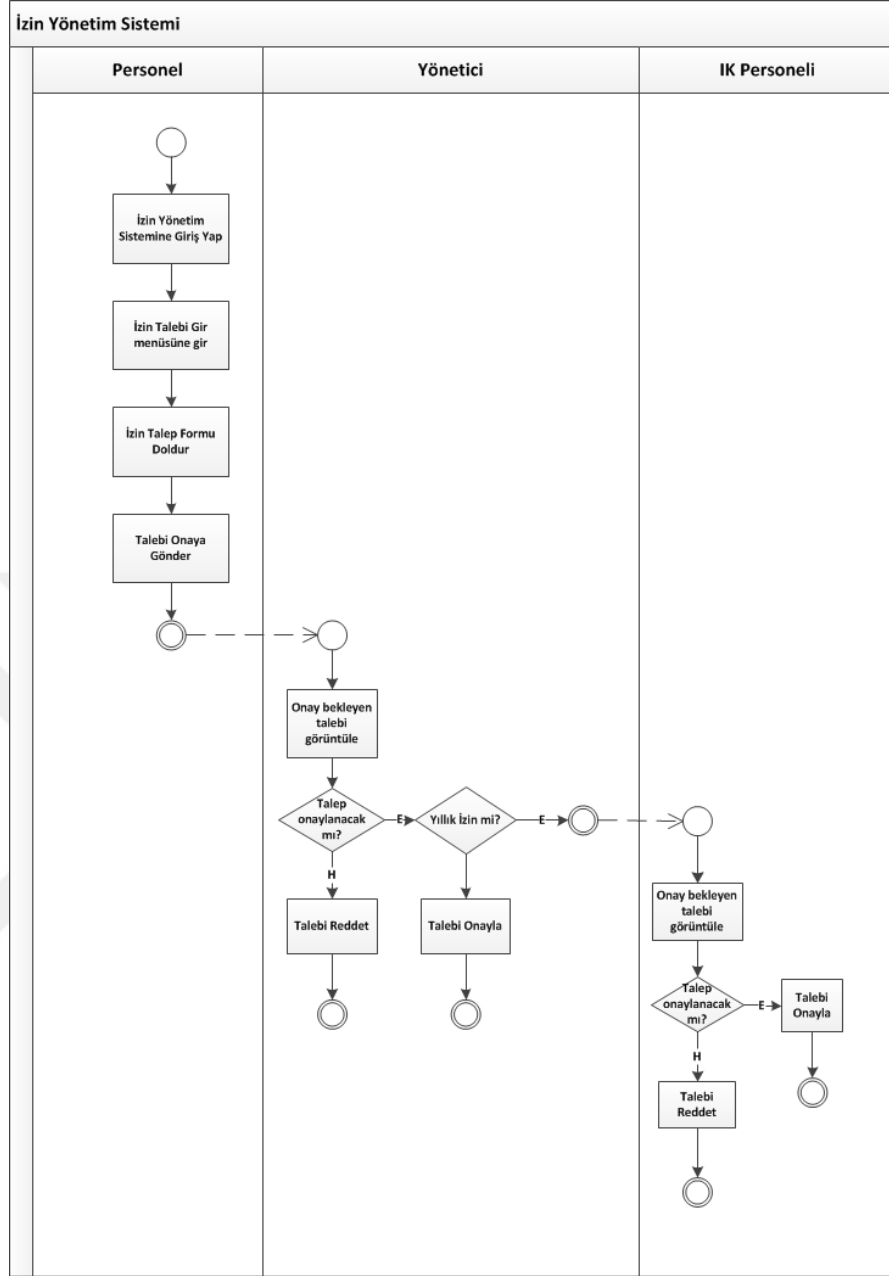 İzin Yönetim Sistemi
Personel
Yönetici
IK Personeli
İzin Yönetim
Sistemine Giriş Yap
İzin Talebi Gir
menüsüne gir
İzin Talep Formu
Doldur
Talebi Onaya
Gönder
Onay bekleyen
talebi
görüntüle
Talep
onaylanacak
mı?
E
Yıllık İzin mi?
E
H
Talebi Reddet
Talebi Onayla
Onay bekleyen
talebi
görüntüle
Talep
onaylanacak
mı?
E
Talebi
Onayla
H
Talebi
Reddet